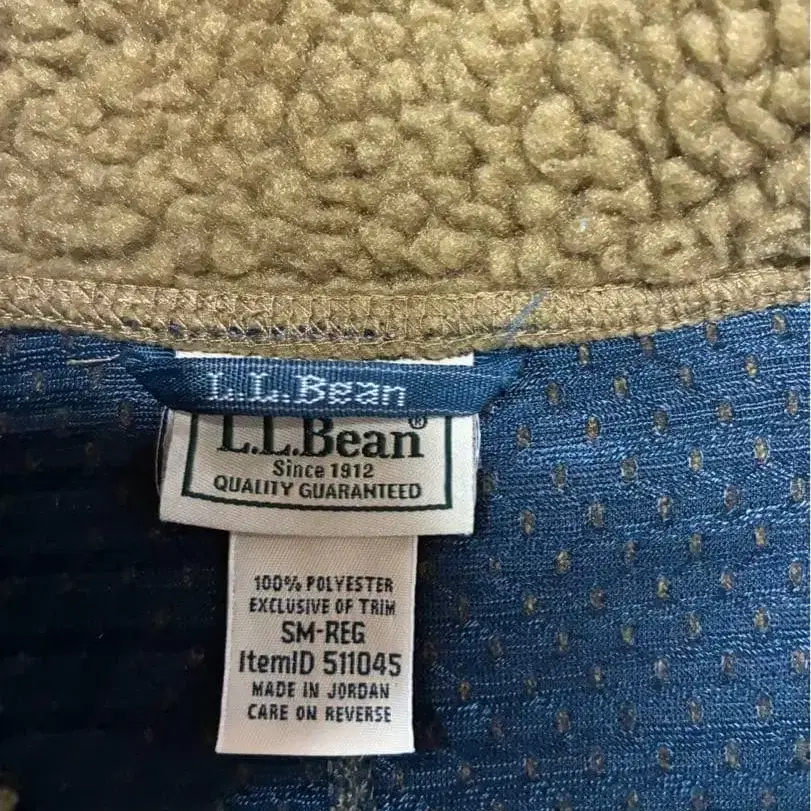 L.L.Bean
L.L.Bean®
Since 1912
QUALITY GUARANTEED
100% POLYESTER
EXCLUSIVE OF TRIM
SM-REG
ItemID 511045
MADE IN JORDAN
CARE ON REVERSE